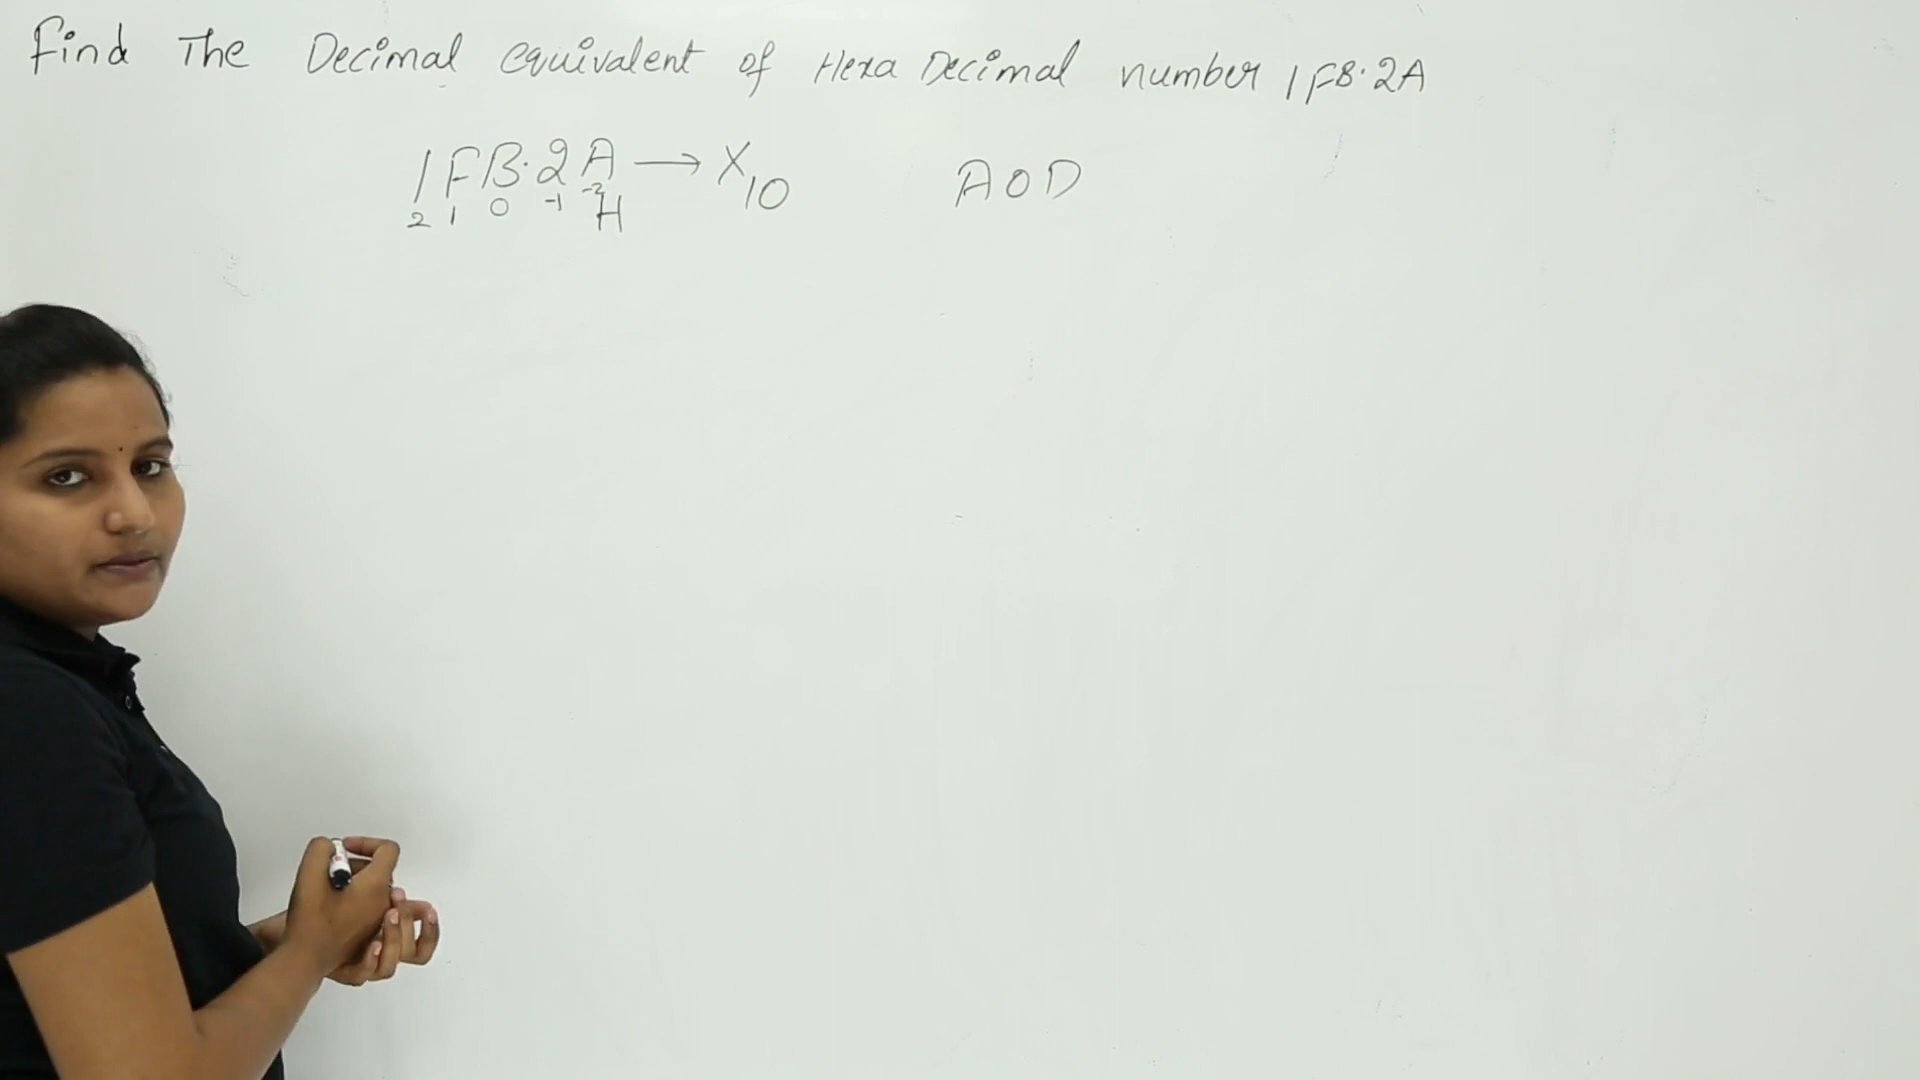 Find The Decimal equivalent of Hexa Decimal number 1FB.2A
1FB.2A H → X10 AOD
2 1 0 -1 -2